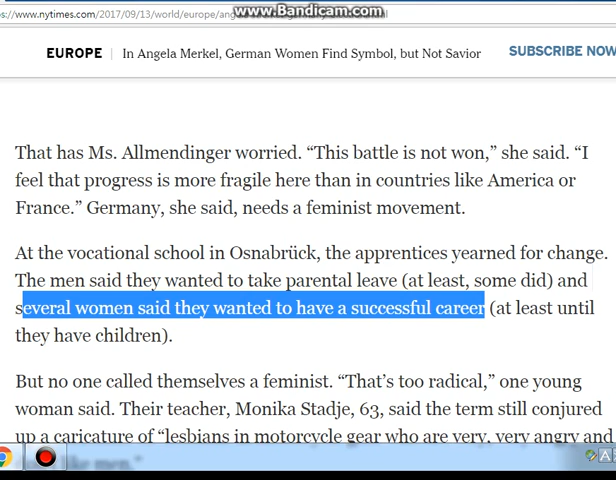 www.Bandicam.com
s://www.nytimes.com/2017/09/13/world/europe/ang
EUROPE | In Angela Merkel, German Women Find Symbol, but Not Savior SUBSCRIBE NOW
That has Ms. Allmendinger worried. “This battle is not won,” she said. “I
feel that progress is more fragile here than in countries like America or
France.” Germany, she said, needs a feminist movement.
At the vocational school in Osnabrück, the apprentices yearned for change.
The men said they wanted to take parental leave (at least, some did) and
several women said they wanted to have a successful career (at least until
they have children).
But no one called themselves a feminist. “That’s too radical,” one young
woman said. Their teacher, Monika Stadje, 63, said the term still conjured
up a caricature of “lesbians in motorcycle gear who are very, very angry and
like men.”
A